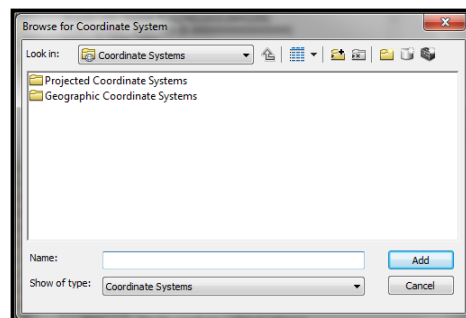 Browse for Coordinate System
Look in: Coordinate Systems
Projected Coordinate Systems
Geographic Coordinate Systems
Name: Add
Show of type: Coordinate Systems Cancel